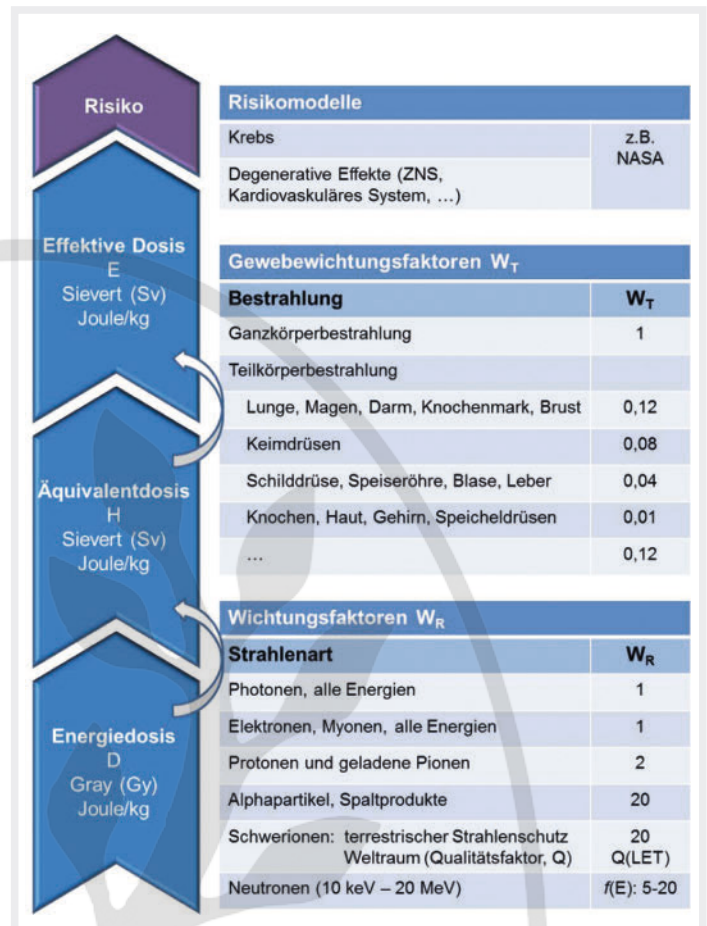 Risiko
Effektive Dosis
E
Sievert (Sv)
Joule/kg
Äquivalentdosis
H
Sievert (Sv)
Joule/kg
Energiedosis
D
Gray (Gy)
Joule/kg
Risikomodelle
Krebs
z.B.
NASA
Degenerative Effekte (ZNS,
Kardiovaskuläres System, …)
Gewebewichtungsfaktoren W_T
Bestrahlung W_T
Ganzkörperbestrahlung 1
Teilkörperbestrahlung
Lunge, Magen, Darm, Knochenmark, Brust 0,12
Keimdrüsen 0,08
Schilddrüse, Speiseröhre, Blase, Leber 0,04
Knochen, Haut, Gehirn, Speicheldrüsen 0,01
… 0,12
Wichtungsfaktoren W_R
Strahlenart W_R
Photonen, alle Energien 1
Elektronen, Myonen, alle Energien 1
Protonen und geladene Pionen 2
Alphapartikel, Spaltprodukte 20
Schwerionen: terrestrischer Strahlenschutz 20
Weltraum (Qualitätsfaktor, Q) Q(LET)
Neutronen (10 keV – 20 MeV) f(E): 5-20